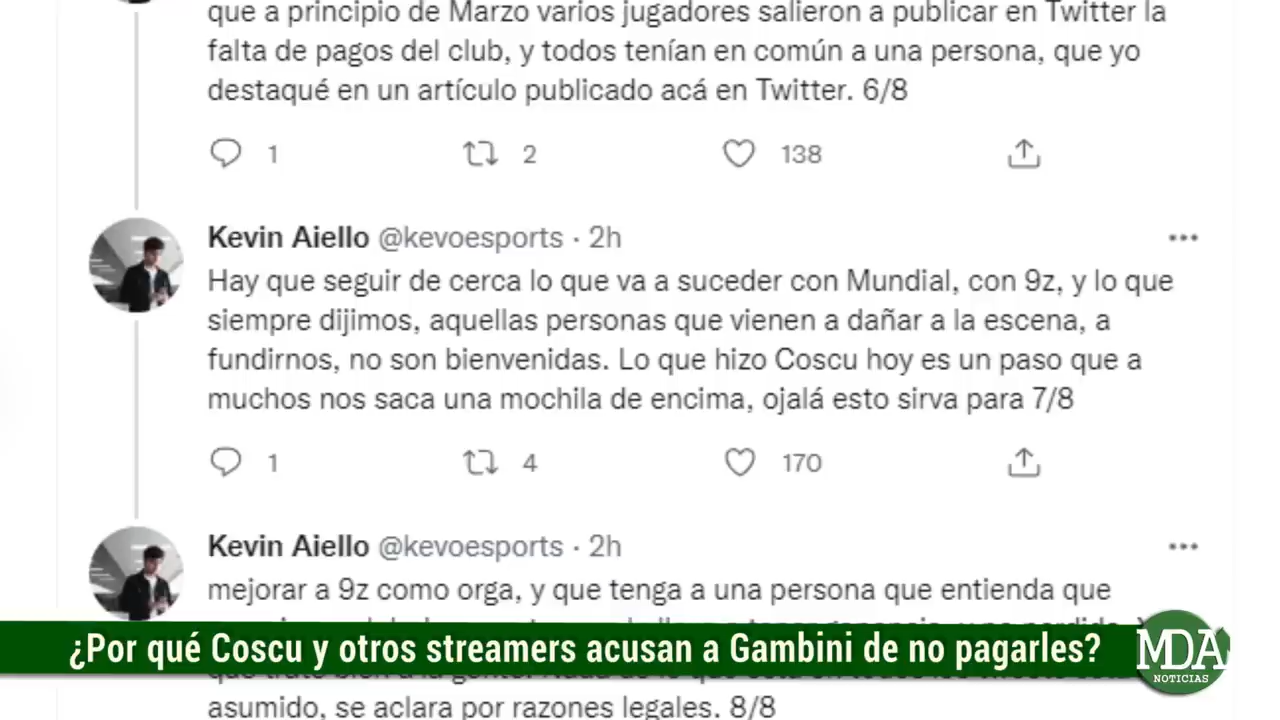 que a principio de Marzo varios jugadores salieron a publicar en Twitter la
falta de pagos del club, y todos tenían en común a una persona, que yo
destaqué en un artículo publicado acá en Twitter. 6/8
1 2 138
Kevin Aiello @kevoesports · 2h
Hay que seguir de cerca lo que va a suceder con Mundial, con 9z, y lo que
siempre dijimos, aquellas personas que vienen a dañar a la escena, a
fundirnos, no son bienvenidas. Lo que hizo Coscu hoy es un paso que a
muchos nos saca una mochila de encima, ojalá esto sirva para 7/8
1 4 170
Kevin Aiello @kevoesports · 2h
mejorar a 9z como orga, y que tenga a una persona que entienda que
¿Por qué Coscu y otros streamers acusan a Gambini de no pagarles?
MDA
NOTICIAS
asumido, se aclara por razones legales. 8/8